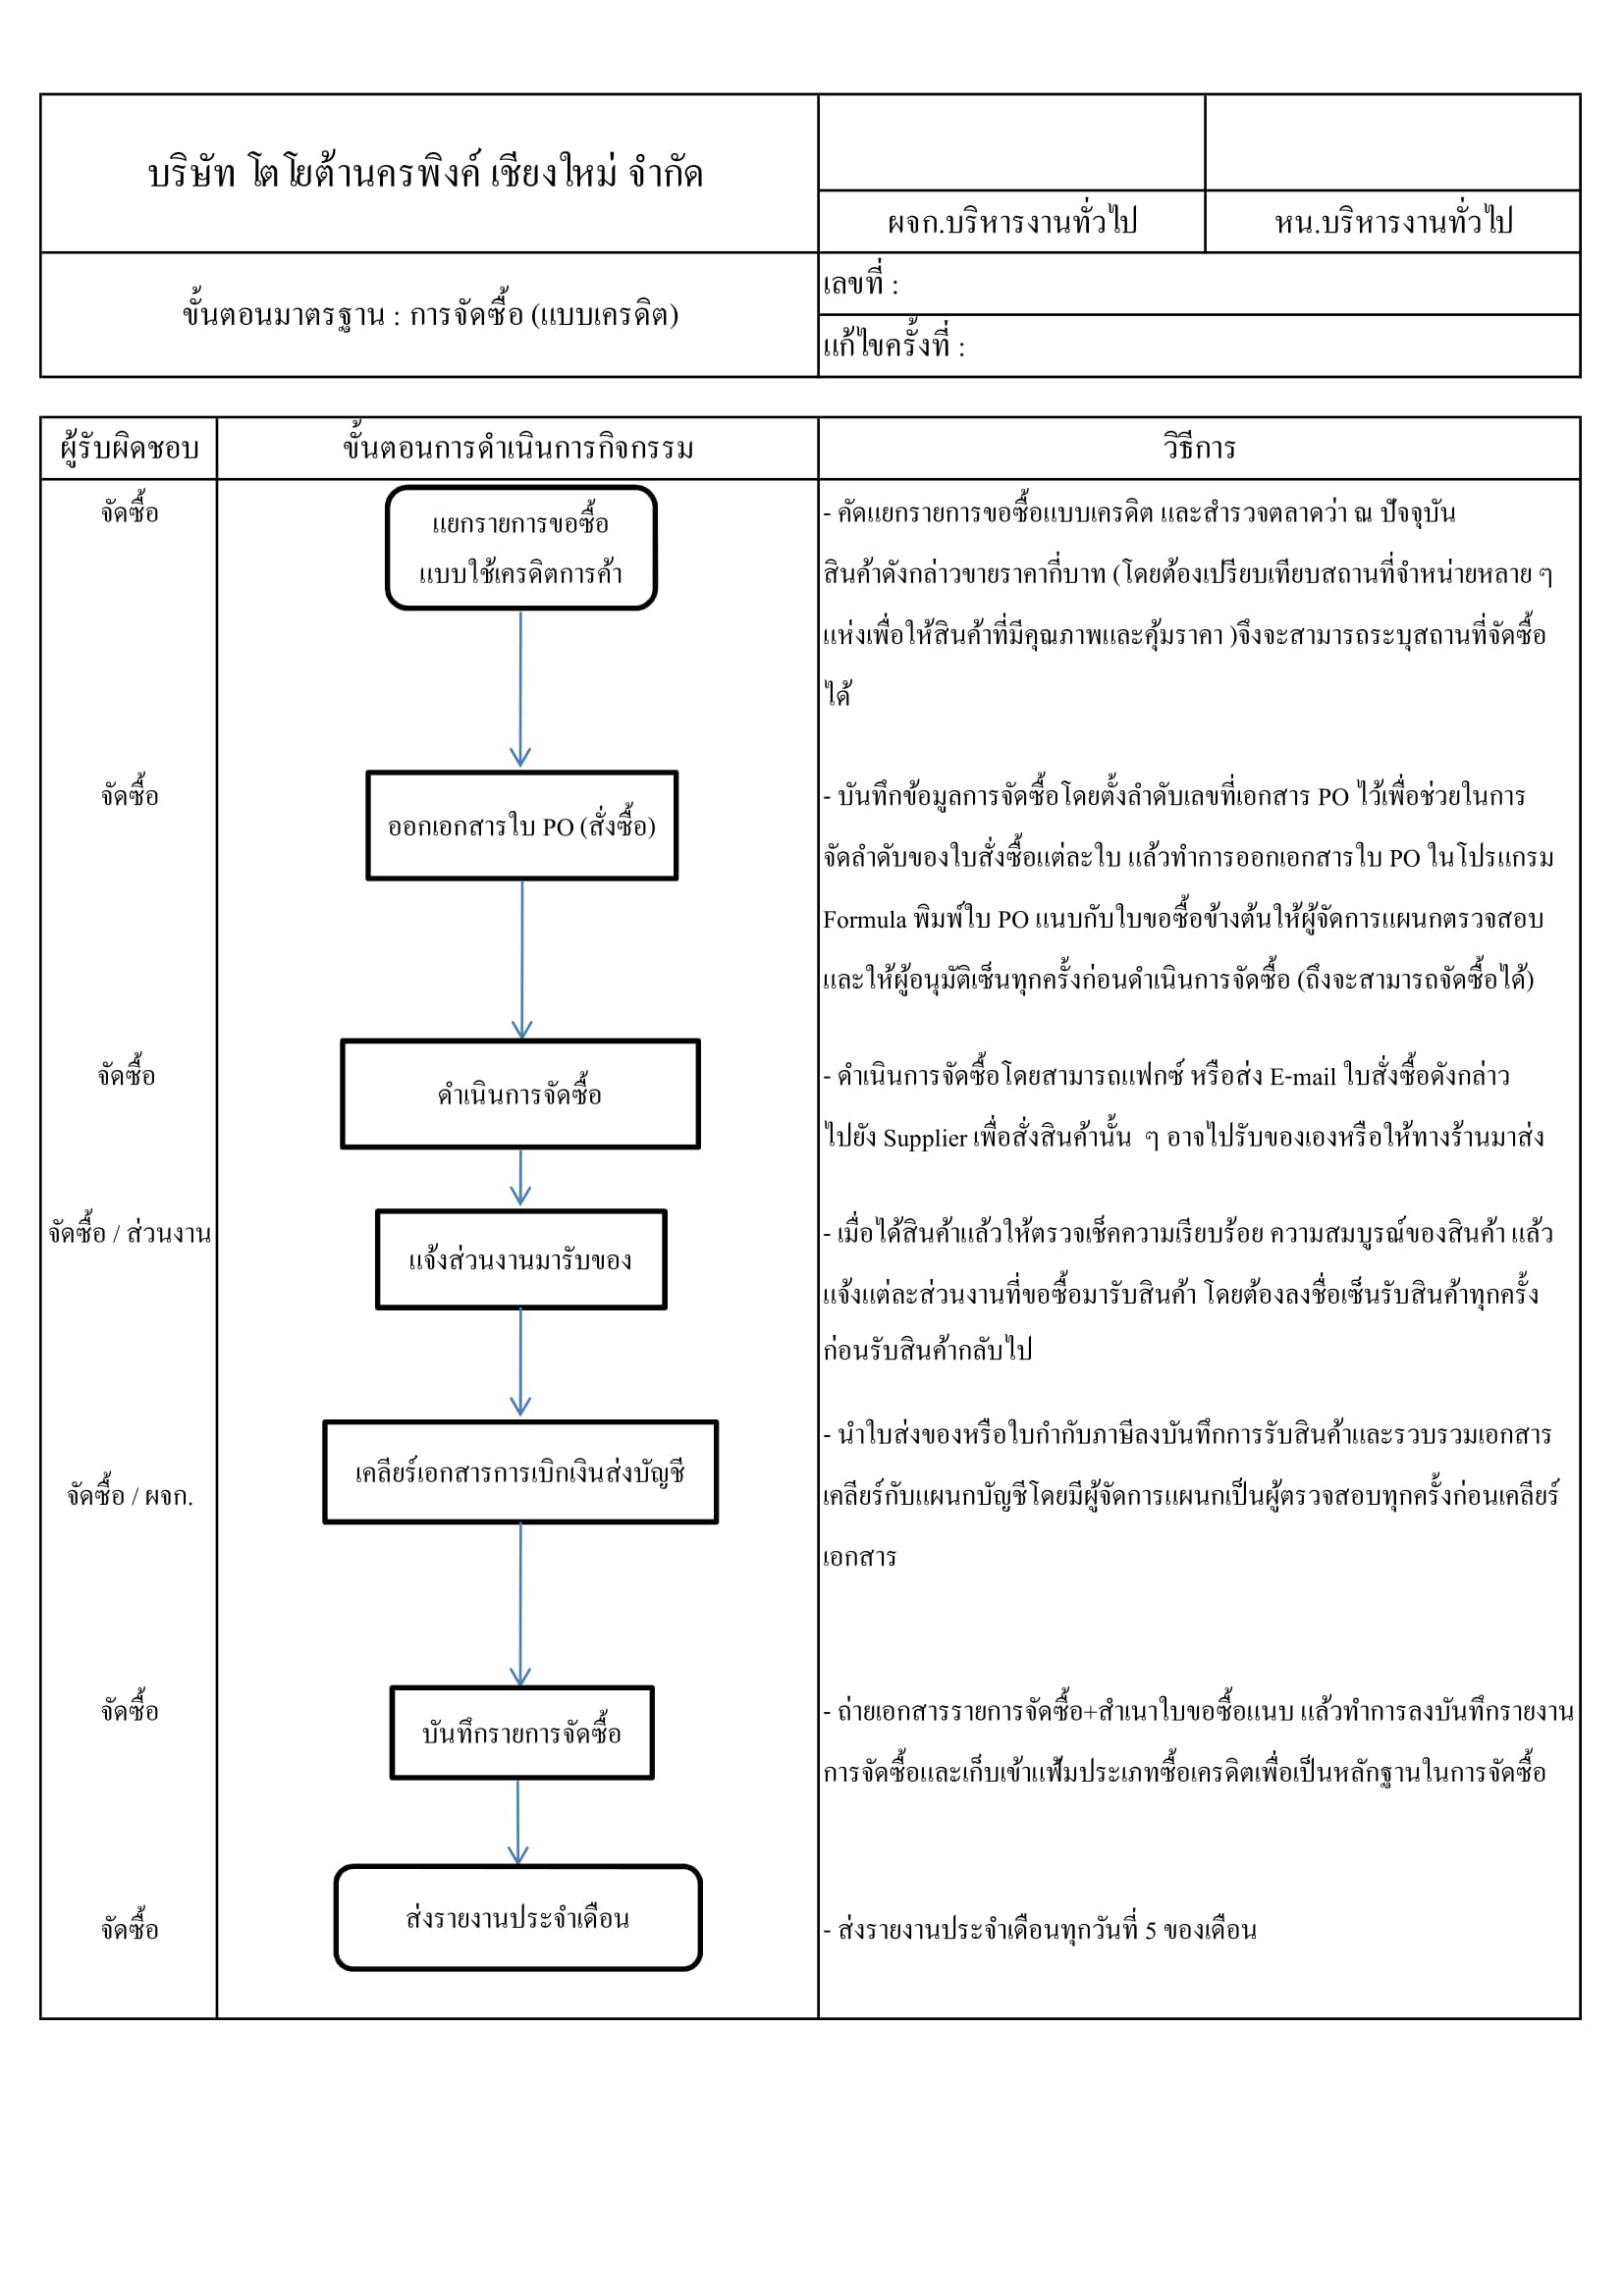 บริษัท โตโยต้านครพิงค์ เชียงใหม่ จำกัด
ผจก.บริหารงานทั่วไป
หน.บริหารงานทั่วไป
ขั้นตอนมาตรฐาน : การจัดซื้อ (แบบเครดิต)
เลขที่ :
แก้ไขครั้งที่ :
ผู้รับผิดชอบ
ขั้นตอนการดำเนินการกิจกรรม
วิธีการ
จัดซื้อ
แยกรายการขอซื้อ
แบบใช้เครดิตการค้า
- คัดแยกรายการขอซื้อแบบเครดิต และสำรวจตลาดว่า ณ ปัจจุบัน
สินค้าดังกล่าวขายราคากี่บาท (โดยต้องเปรียบเทียบสถานที่จำหน่ายหลาย ๆ
แห่งเพื่อให้สินค้าที่มีคุณภาพและคุ้มราคา )จึงจะสามารถระบุสถานที่จัดซื้อ
ได้
จัดซื้อ
ออกเอกสารใบ PO (สั่งซื้อ)
- บันทึกข้อมูลการจัดซื้อโดยตั้งลำดับเลขที่เอกสาร PO ไว้เพื่อช่วยในการ
จัดลำดับของใบสั่งซื้อแต่ละใบ แล้วทำการออกเอกสารใบ PO ในโปรแกรม
Formula พิมพ์ใบ PO แนบกับใบขอซื้อข้างต้นให้ผู้จัดการแผนกตรวจสอบ
และให้ผู้อนุมัติเซ็นทุกครั้งก่อนดำเนินการจัดซื้อ (ถึงจะสามารถจัดซื้อได้)
จัดซื้อ
ดำเนินการจัดซื้อ
- ดำเนินการจัดซื้อโดยสามารถแฟกซ์ หรือส่ง E-mail ใบสั่งซื้อดังกล่าว
ไปยัง Supplier เพื่อสั่งสินค้านั้น ๆ อาจไปรับของเองหรือให้ทางร้านมาส่ง
จัดซื้อ / ส่วนงาน
แจ้งส่วนงานมารับของ
- เมื่อได้สินค้าแล้วให้ตรวจเช็คความเรียบร้อย ความสมบูรณ์ของสินค้า แล้ว
แจ้งแต่ละส่วนงานที่ขอซื้อมารับสินค้า โดยต้องลงชื่อเซ็นรับสินค้าทุกครั้ง
ก่อนรับสินค้ากลับไป
จัดซื้อ / ผจก.
เคลียร์เอกสารการเบิกเงินส่งบัญชี
- นำใบส่งของหรือใบกำกับภาษีลงบันทึกการรับสินค้าและรวบรวมเอกสาร
เคลียร์กับแผนกบัญชีโดยมีผู้จัดการแผนกเป็นผู้ตรวจสอบทุกครั้งก่อนเคลียร์
เอกสาร
จัดซื้อ
บันทึกรายการจัดซื้อ
- ถ่ายเอกสารรายการจัดซื้อ+สำเนาใบขอซื้อแนบ แล้วทำการลงบันทึกรายงาน
การจัดซื้อและเก็บเข้าแฟ้มประเภทซื้อเครดิตเพื่อเป็นหลักฐานในการจัดซื้อ
จัดซื้อ
ส่งรายงานประจำเดือน
- ส่งรายงานประจำเดือนทุกวันที่ 5 ของเดือน